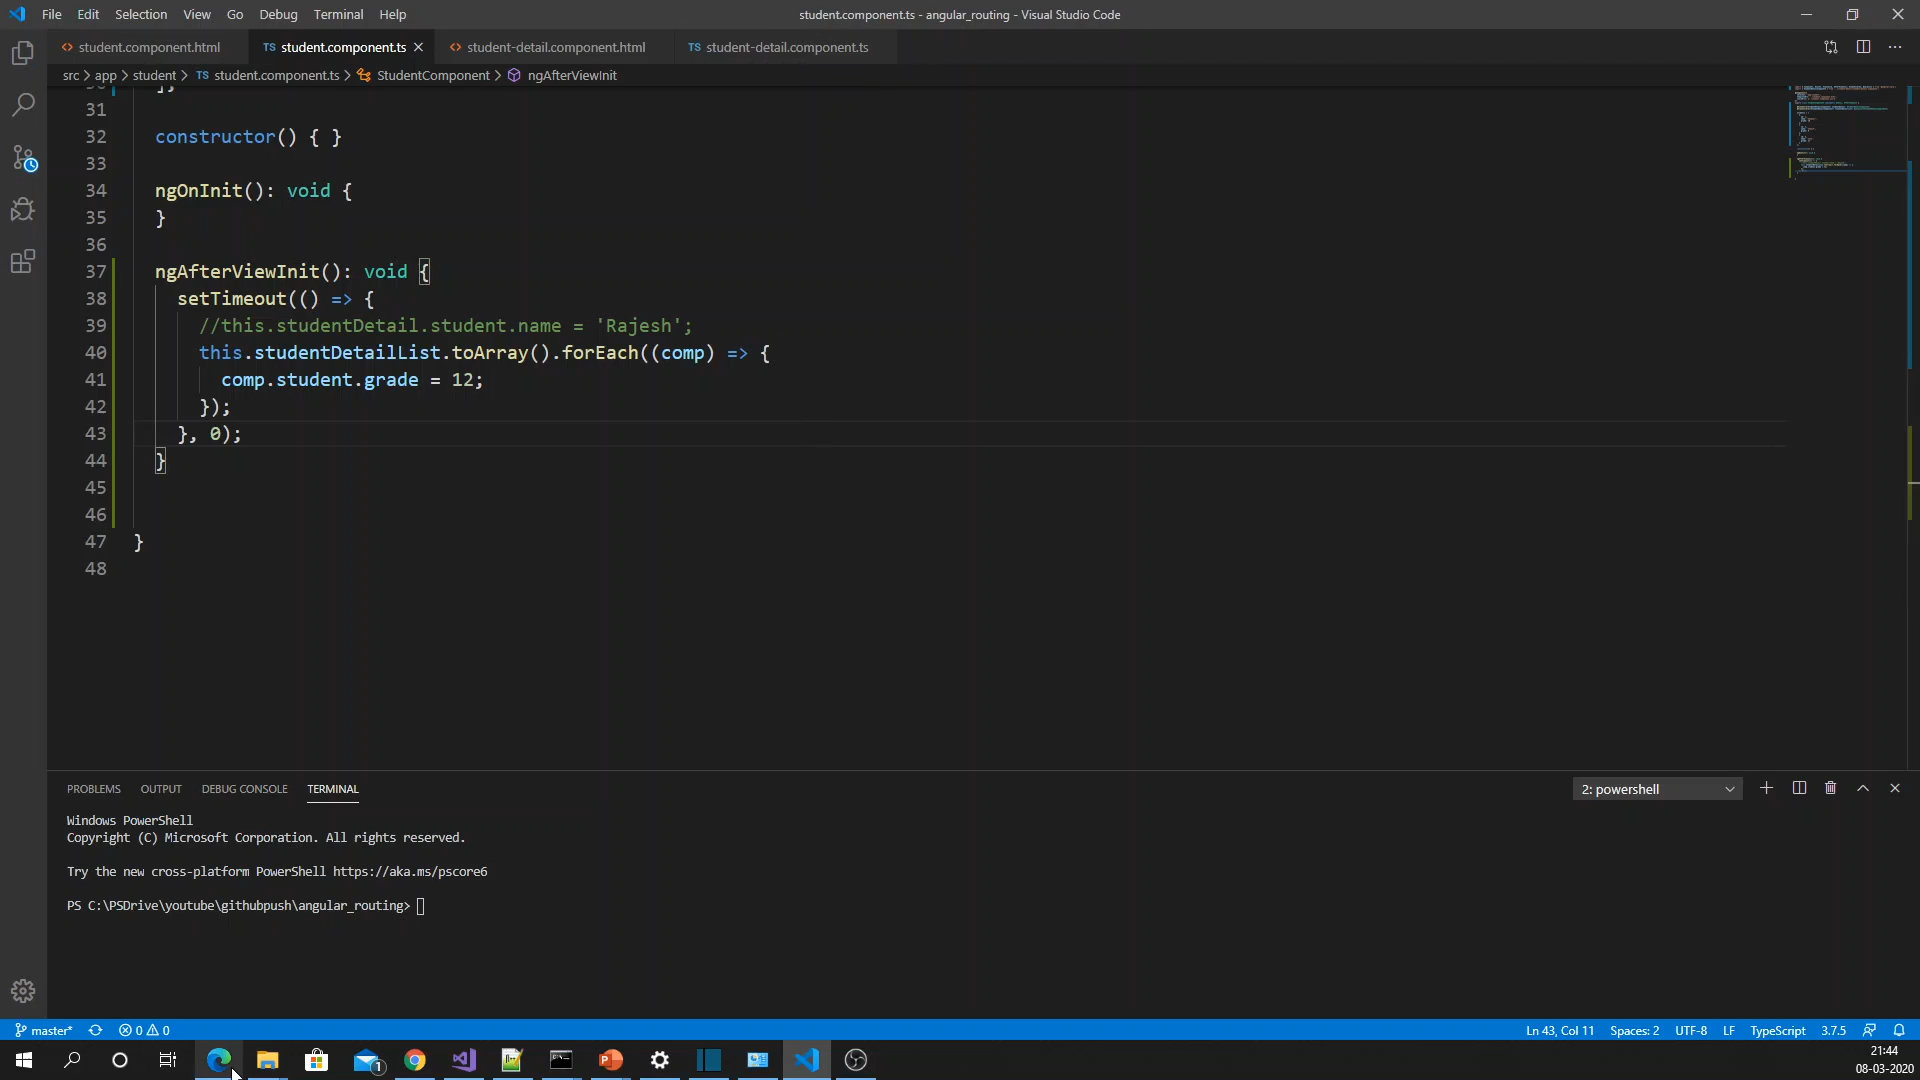 File Edit Selection View Go Debug Terminal Help student.component.ts - angular_routing - Visual Studio Code
student.component.html TS student.component.ts student-detail.component.html TS student-detail.component.ts
src > app > student > TS student.component.ts > StudentComponent > ngAfterViewInit
30 ];
31
32 constructor() { }
33
34 ngOnInit(): void {
35 }
36
37 ngAfterViewInit(): void {
38 setTimeout(() => {
39 //this.studentDetail.student.name = 'Rajesh';
40 this.studentDetailList.toArray().forEach((comp) => {
41 comp.student.grade = 12;
42 });
43 }, 0);
44 }
45
46
47 }
48
PROBLEMS OUTPUT DEBUG CONSOLE TERMINAL 2: powershell
Windows PowerShell
Copyright (C) Microsoft Corporation. All rights reserved.
Try the new cross-platform PowerShell https://aka.ms/pscore6
PS C:\PSDrive\youtube\githubpush\angular_routing>
master* 0 0 Ln 43, Col 11 Spaces: 2 UTF-8 LF TypeScript 3.7.5
1
21:44
08-03-2020